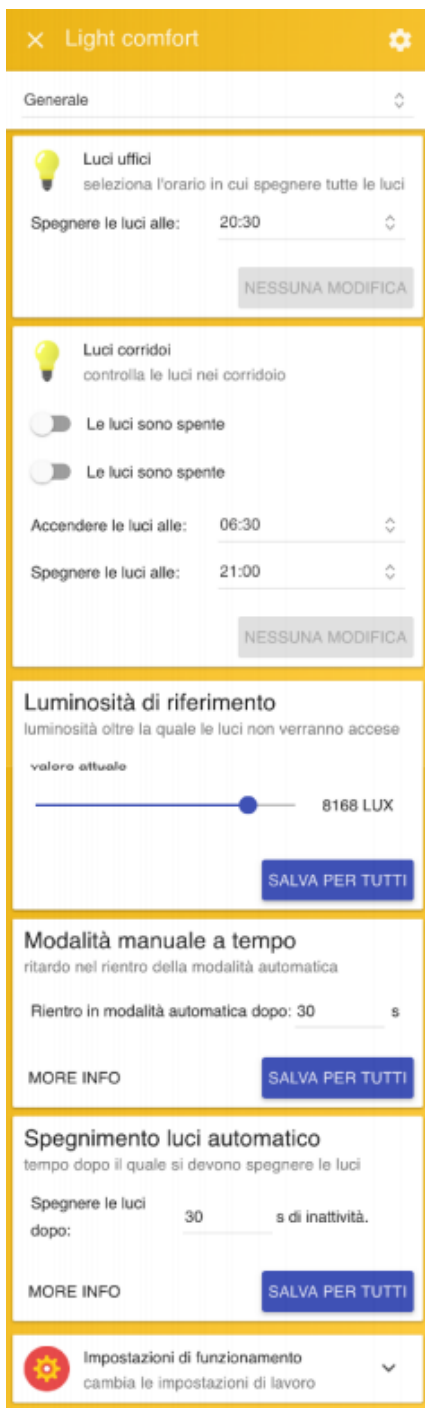 Light comfort
Generale
Luci uffici
seleziona l'orario in cui spegnere tutte le luci
Spegnere le luci alle: 20:30
NESSUNA MODIFICA
Luci corridoi
controlla le luci nei corridoio
Le luci sono spente
Le luci sono spente
Accendere le luci alle: 06:30
Spegnere le luci alle: 21:00
NESSUNA MODIFICA
Luminosità di riferimento
luminosità oltre la quale le luci non verranno accese
valore attuale
8168 LUX
SALVA PER TUTTI
Modalità manuale a tempo
ritardo nel rientro della modalità automatica
Rientro in modalità automatica dopo: 30 s
MORE INFO SALVA PER TUTTI
Spegnimento luci automatico
tempo dopo il quale si devono spegnere le luci
Spegnere le luci
dopo: 30 s di inattività.
MORE INFO SALVA PER TUTTI
Impostazioni di funzionamento
cambia le impostazioni di lavoro